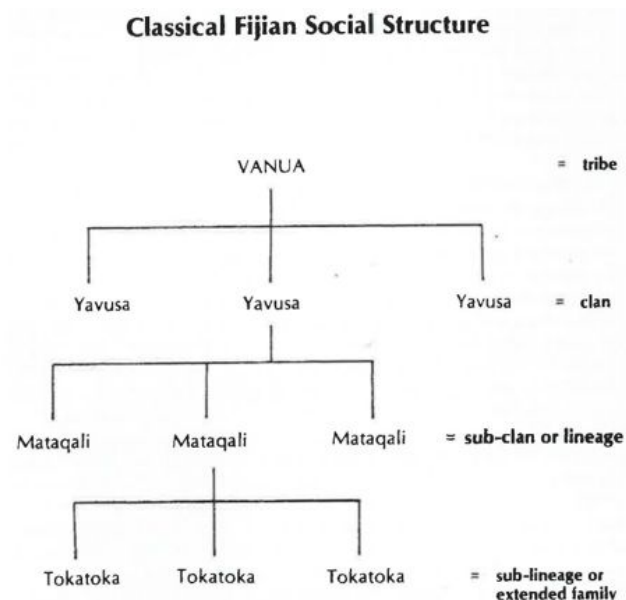 Classical Fijian Social Structure
VANUA = tribe
Yavusa Yavusa Yavusa = clan
Mataqali Mataqali Mataqali = sub-clan or lineage
Tokatoka Tokatoka Tokatoka = sub-lineage or
extended family